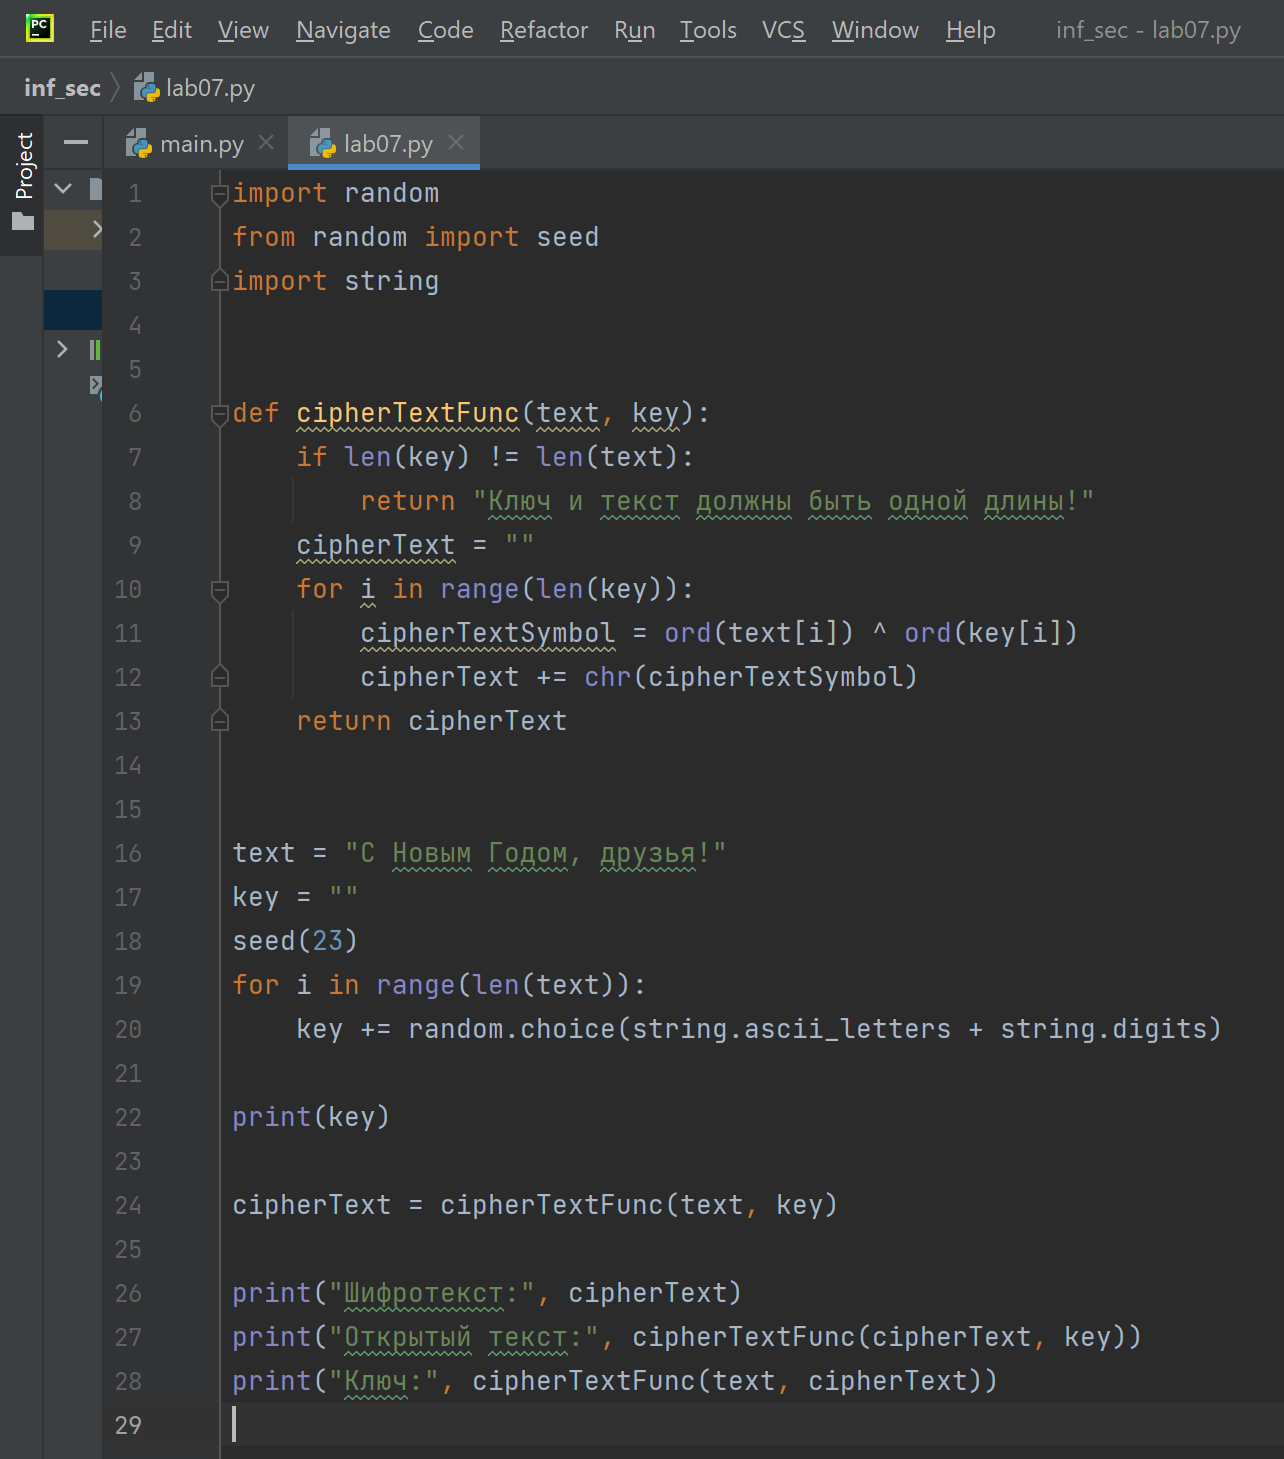 PC
File Edit View Navigate Code Refactor Run Tools VCS Window Help inf_sec - lab07.py
inf_sec lab07.py
Project
main.py lab07.py
1 import random
2 from random import seed
3 import string
4
5
6 def cipherTextFunc(text, key):
7 if len(key) != len(text):
8 return "Ключ и текст должны быть одной длины!"
9 cipherText = ""
10 for i in range(len(key)):
11 cipherTextSymbol = ord(text[i]) ^ ord(key[i])
12 cipherText += chr(cipherTextSymbol)
13 return cipherText
14
15
16 text = "С Новым Годом, друзья!"
17 key = ""
18 seed(23)
19 for i in range(len(text)):
20 key += random.choice(string.ascii_letters + string.digits)
21
22 print(key)
23
24 cipherText = cipherTextFunc(text, key)
25
26 print("Шифротекст:", cipherText)
27 print("Открытый текст:", cipherTextFunc(cipherText, key))
28 print("Ключ:", cipherTextFunc(text, cipherText))
29